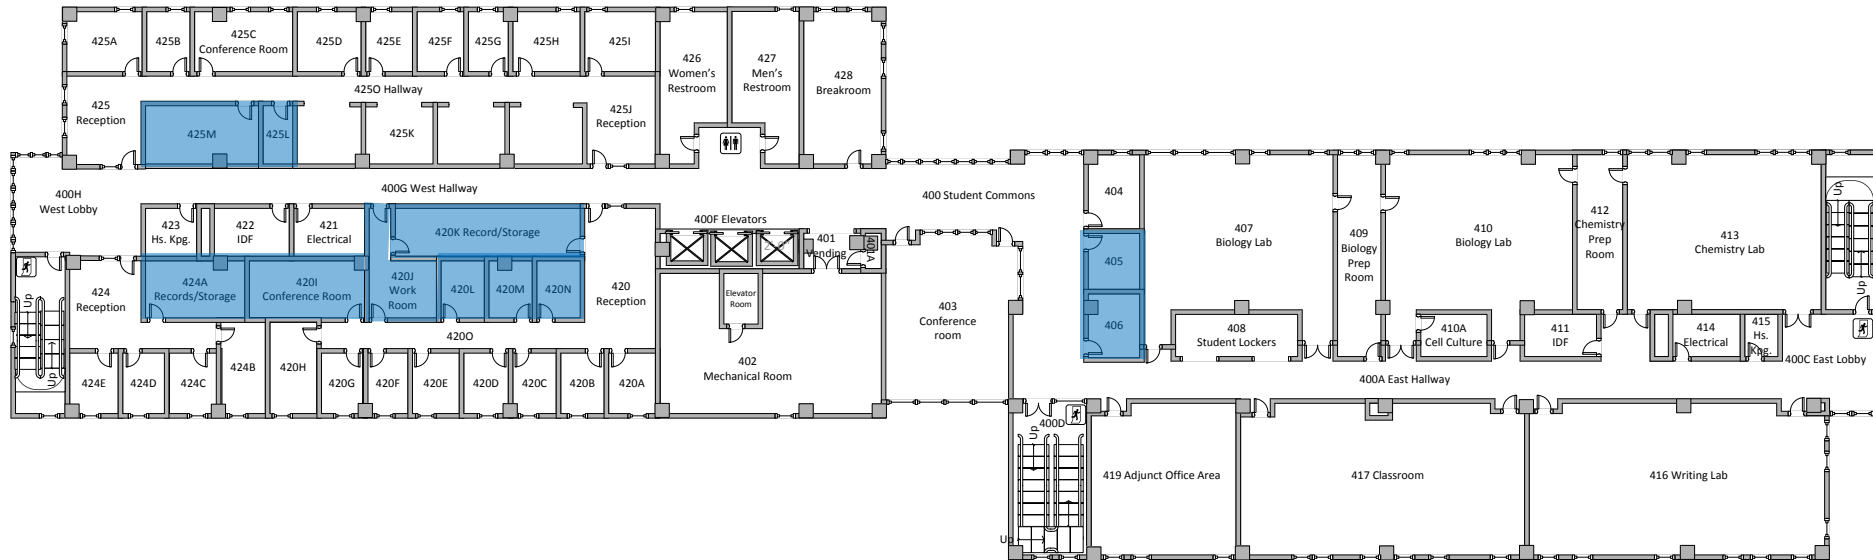 425A
425B
425C
Conference Room
425D
425E
425F
425G
425H
425I
426
Women's
Restroom
427
Men's
Restroom
428
Breakroom
425
Reception
425O Hallway
425M
425L
425K
425J
Reception
400H
West Lobby
400G West Hallway
400 Student Commons
400F Elevators
423
Hs. Kpg.
422
IDF
421
Electrical
420K Record/Storage
401
Vending
401A
404
405
406
407
Biology Lab
409
Biology
Prep
Room
410
Biology Lab
412
Chemistry
Prep
Room
413
Chemistry Lab
Up
Up
Up
424
Reception
424A
Records/Storage
420I
Conference Room
420J
Work
Room
420L
420M
420N
420
Reception
Elevator
Room
403
Conference
room
408
Student Lockers
410A
Cell Culture
411
IDF
414
Electrical
415
Hs.
Kpg.
400C East Lobby
420O
402
Mechanical Room
400A East Hallway
424E
424D
424C
424B
420H
420G
420F
420E
420D
420C
420B
420A
400D
Up
Up
419 Adjunct Office Area
417 Classroom
416 Writing Lab